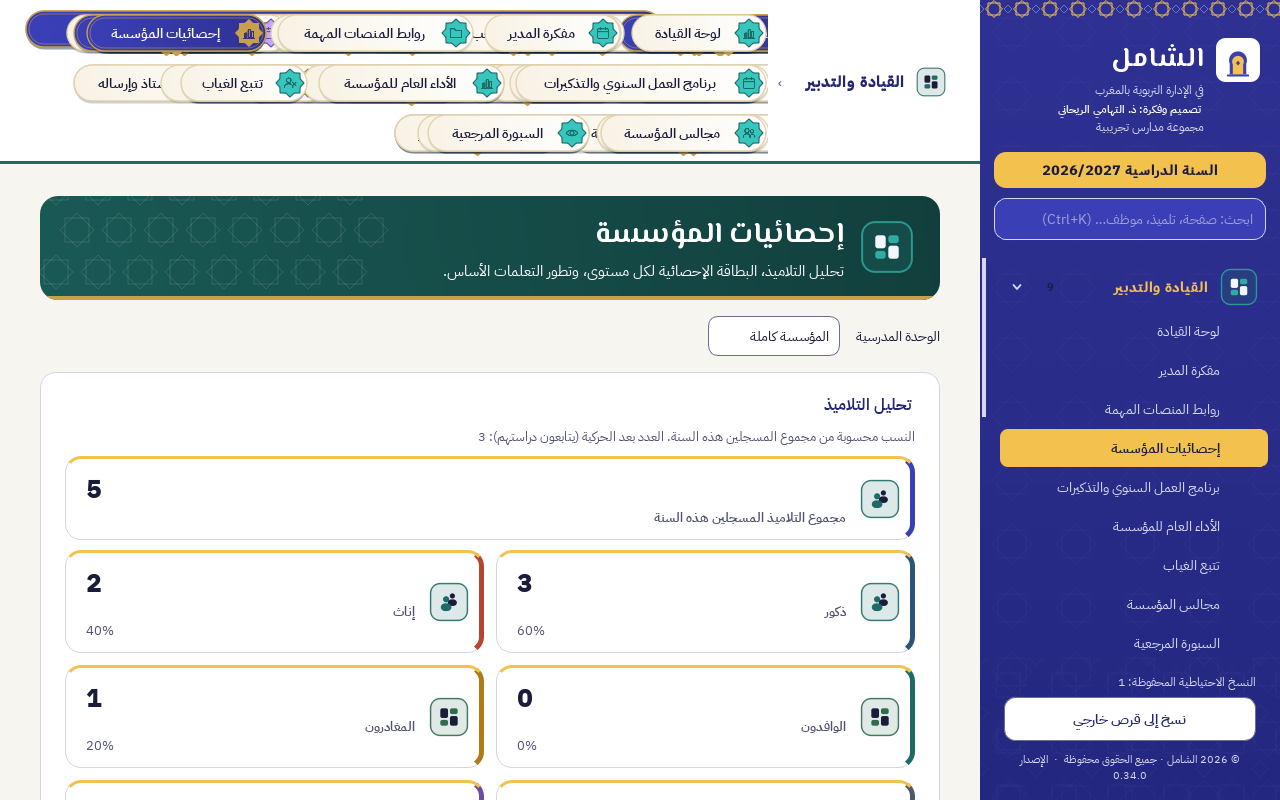 الشامل
في الإدارة التربوية بالمغرب
تصميم وفكرة: ذ. التهامي الريحاني
مجموعة مدارس تجريبية
السنة الدراسية 2026/2027
ابحث: صفحة، تلميذ، موظف... (Ctrl+K)
القيادة والتدبير 9
لوحة القيادة
مفكرة المدير
روابط المنصات المهمة
إحصائيات المؤسسة
برنامج العمل السنوي والتذكيرات
الأداء العام للمؤسسة
تتبع الغياب
مجالس المؤسسة
السبورة المرجعية
النسخ الاحتياطية المحفوظة: 1
نسخ إلى قرص خارجي
© 2026 الشامل · جميع الحقوق محفوظة · الإصدار
0.34.0
القيادة والتدبير ‹
لوحة القيادة
مفكرة المدير
روابط المنصات المهمة
إحصائيات المؤسسة
برنامج العمل السنوي والتذكيرات
الأداء العام للمؤسسة
تتبع الغياب
وإرساله
مجالس المؤسسة
السبورة المرجعية
إحصائيات المؤسسة
تحليل التلاميذ، البطاقة الإحصائية لكل مستوى، وتطور التعلمات الأساس.
الوحدة المدرسية
المؤسسة كاملة
تحليل التلاميذ
النسب محسوبة من مجموع المسجلين هذه السنة. العدد بعد الحركية (يتابعون دراستهم): 3
5
مجموع التلاميذ المسجلين هذه السنة
3
ذكور
60%
2
إناث
40%
0
الوافدون
0%
1
المغادرون
20%